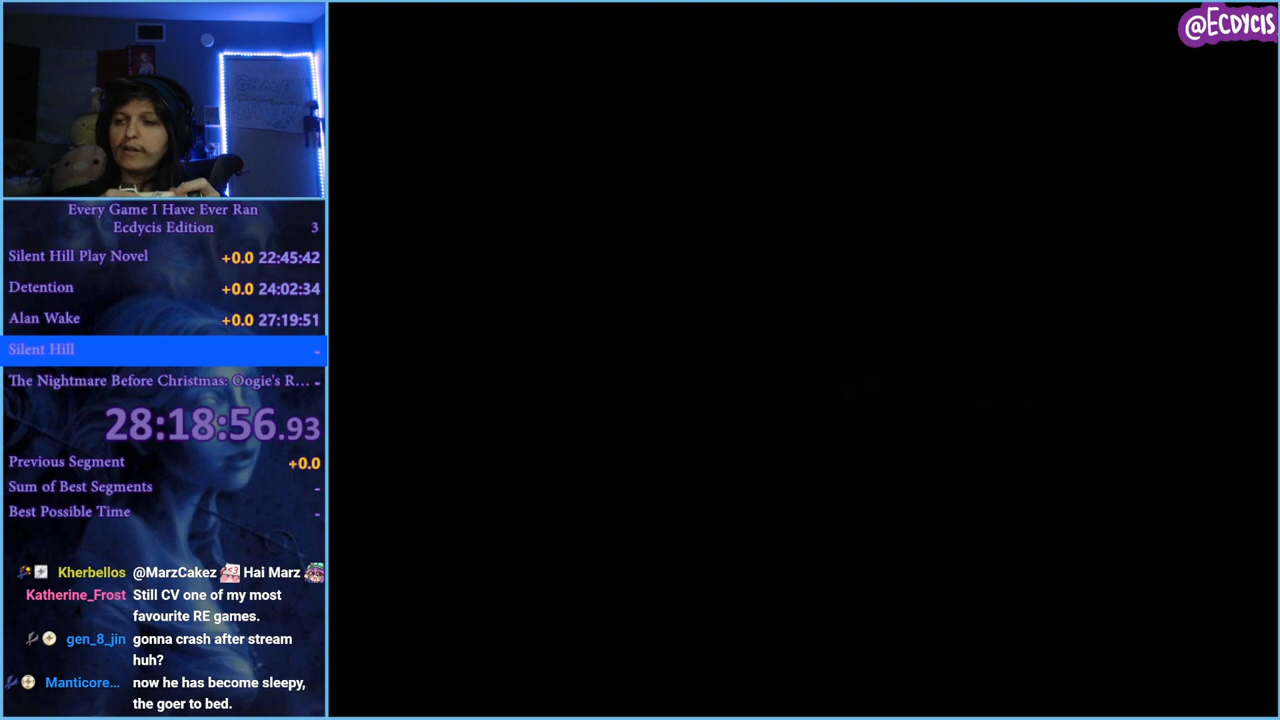 @ECDYCIS
Every Game I Have Ever Ran
Ecdycis Edition 3
Silent Hill Play Novel +0.0 22:45:42
Detention +0.0 24:02:34
Alan Wake +0.0 27:19:51
Silent Hill -
The Nightmare Before Christmas: Oogie's R... -
28:18:56.93
Previous Segment +0.0
Sum of Best Segments -
Best Possible Time -
Kherbellos @MarzCakez Hai Marz
Katherine_Frost Still CV one of my most
favourite RE games.
gen_8_jin gonna crash after stream
huh?
Manticore... now he has become sleepy,
the goer to bed.